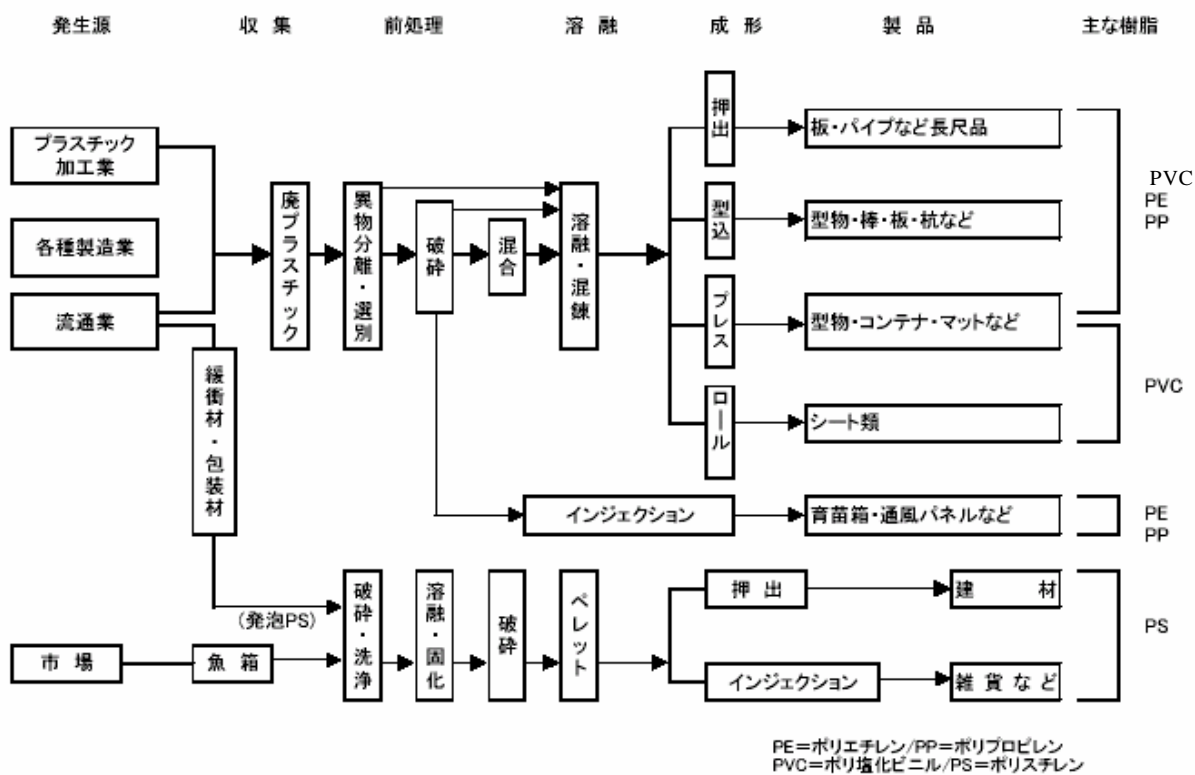 発生源 収集 前処理 溶融 成形 製品 主な樹脂
プラスチック
加工業
各種製造業
流通業
緩衝材・包装材
廃プラスチック
異物分離・選別
破砕
混合
溶融・混錬
押出
板・パイプなど長尺品
型込
型物・棒・板・杭など
プレス
型物・コンテナ・マットなど
ロール
シート類
PVC
PE
PP
PVC
インジェクション
育苗箱・通風パネルなど
PE
PP
(発泡PS)
市場
魚箱
破砕・洗浄
溶融・固化
破砕
ペレット
押出
建材
インジェクション
雑貨など
PS
PE=ポリエチレン/PP=ポリプロピレン
PVC=ポリ塩化ビニル/PS=ポリスチレン